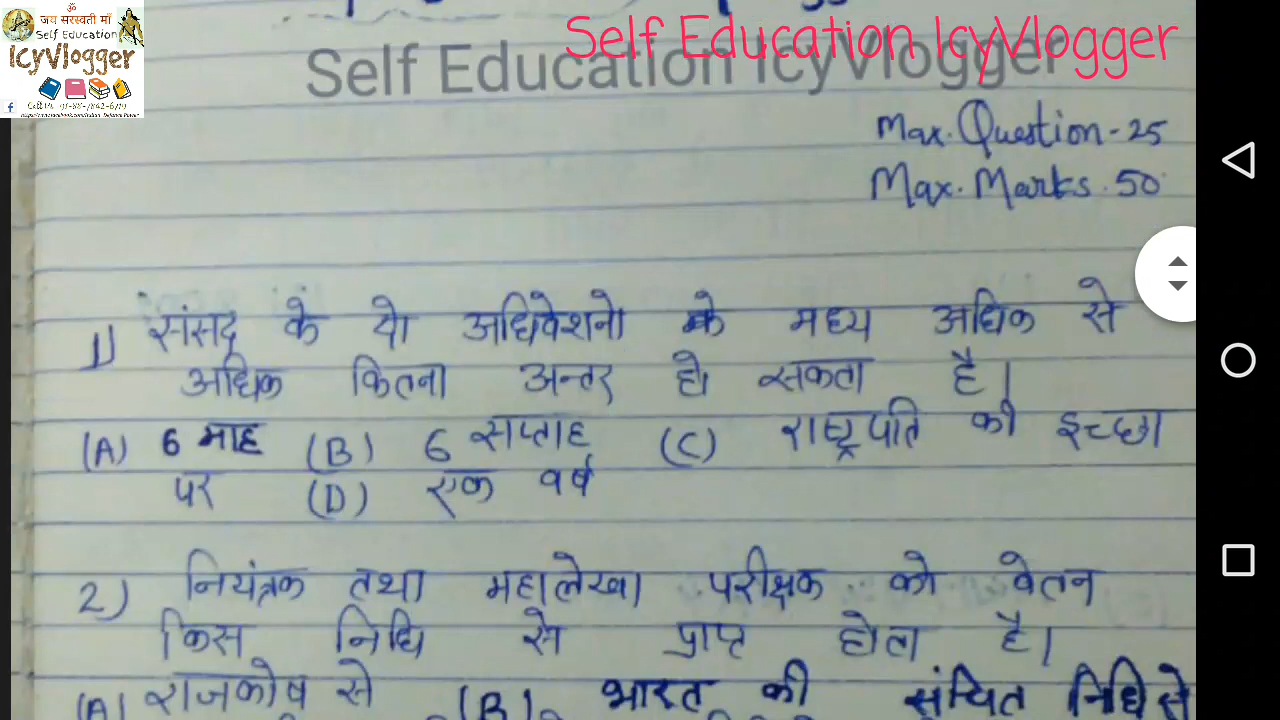 ॐ
जय सरस्वती माँ
Self Education
IcyVlogger
Self Education IcyVlogger
Self Education IcyVlogger
Max. Question - 25
Max. Marks. 50
1) संसद के दो अधिवेशनो के मध्य अधिक से
अधिक कितना अन्तर हो सकता है।
(A) 6 माह (B) 6 सप्ताह (C) राष्ट्रपति की इच्छा
पर (D) एक वर्ष
2) नियंत्रक तथा महालेखा परीक्षक को वेतन
किस निधि से प्राप्त होता है।
(A) राजकोष से (B) भारत की संचित निधि से